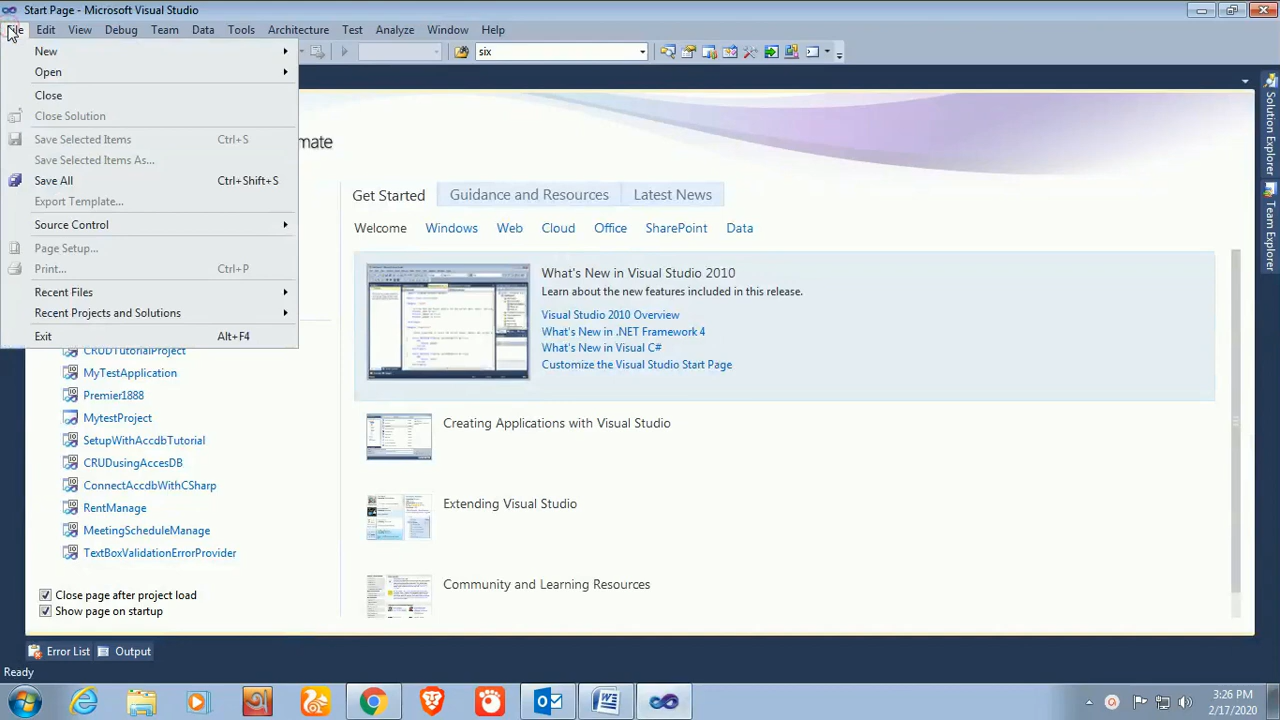 Start Page - Microsoft Visual Studio
Edit View Debug Team Data Tools Architecture Test Analyze Window Help
New
six
Open
Close
Close Solution
Save Selected Items Ctrl+S
Save Selected Items As...
mate
Save All Ctrl+Shift+S
Export Template...
Get Started Guidance and Resources Latest News
Source Control
Welcome Windows Web Cloud Office SharePoint Data
Page Setup...
Print... Ctrl+P
What's New in Visual Studio 2010
Learn about the new features included in this release.
Recent Files
Recent Projects and Solutions
Visual Studio 2010 Overview
What's New in .NET Framework 4
Exit Alt+F4
What's New in Visual C#
Customize the Visual Studio Start Page
CRUDTutorialProject
MyTestApplication
Premier1888
MytestProject
Creating Applications with Visual Studio
SetupWithAccdbTutorial
CRUDusingAccesDB
ConnectAccdbWithCSharp
Extending Visual Studio
TextBoxValidationErrorProvider
Community and Learning Resources
Close page after project load
Show page on startup
Error List Output
Ready
Solution Explorer
Team Explorer
3:26 PM
2/17/2020